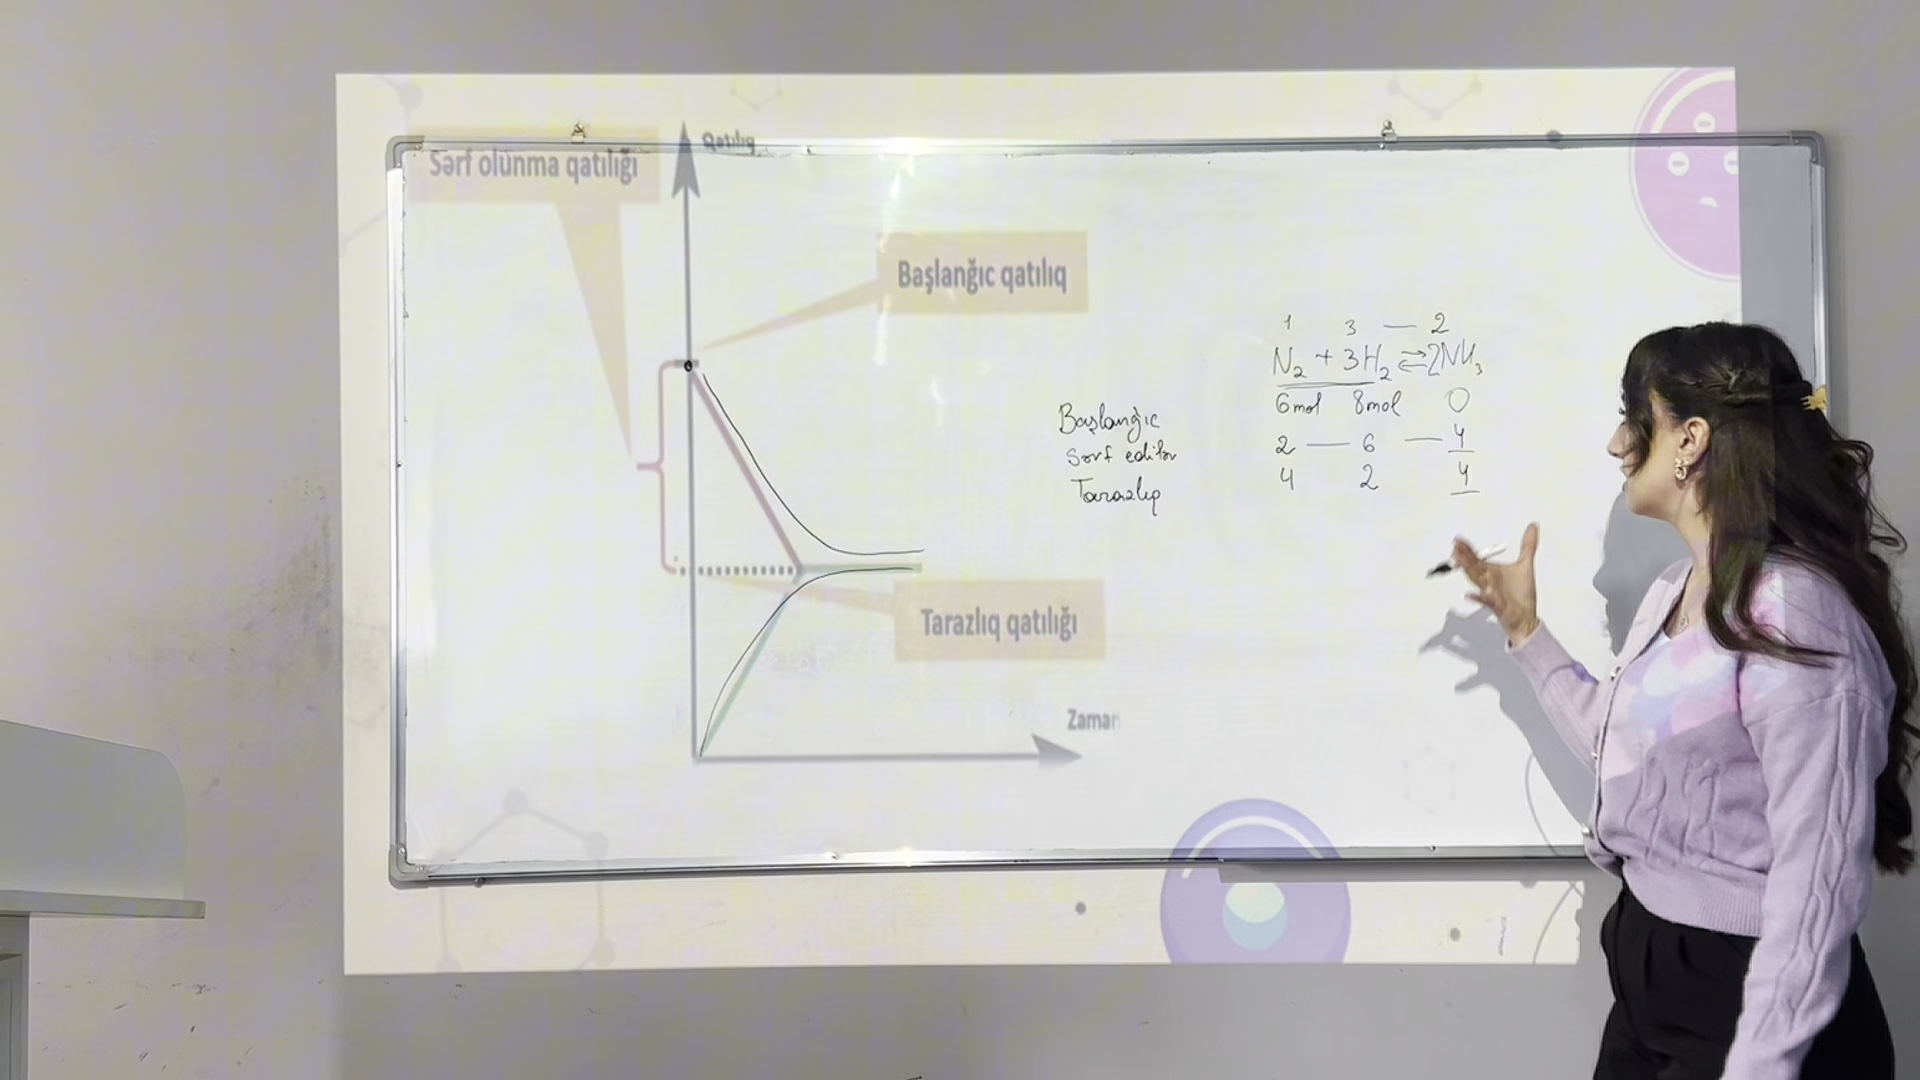 Qatılıq
Sərf olunma qatılığı
Başlanğıc qatılıq
1 3 — 2
N₂ + 3H₂ ⇄ 2NH₃
Başlanğıc 6mol 8mol 0
Sərf edilən 2 — 6 — 4
Tarazlıq 4 2 4
Tarazlıq qatılığı
Zaman